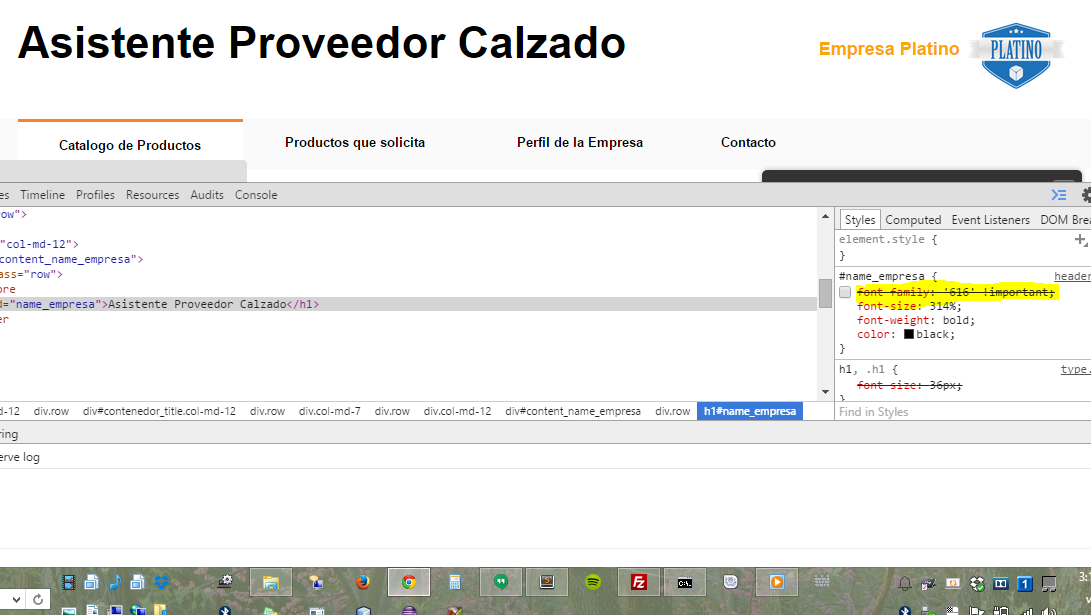 Asistente Proveedor Calzado
Empresa Platino
PLATINO
Catalogo de Productos
Productos que solicita
Perfil de la Empresa
Contacto
es Timeline Profiles Resources Audits Console
ow">
"col-md-12">
content_name_empresa">
ass="row">
ore
d="name_empresa">Asistente Proveedor Calzado</h1>
er
Styles Computed Event Listeners DOM Brea
element.style {
}
#name_empresa { header
font-family: '616' !important;
font-size: 314%;
font-weight: bold;
color: black;
}
h1, .h1 { type.
font-size: 36px;
}
d-12 div.row div#contenedor_title.col-md-12 div.row div.col-md-7 div.row div.col-md-12 div#content_name_empresa div.row h1#name_empresa
Find in Styles
ring
erve log
3: